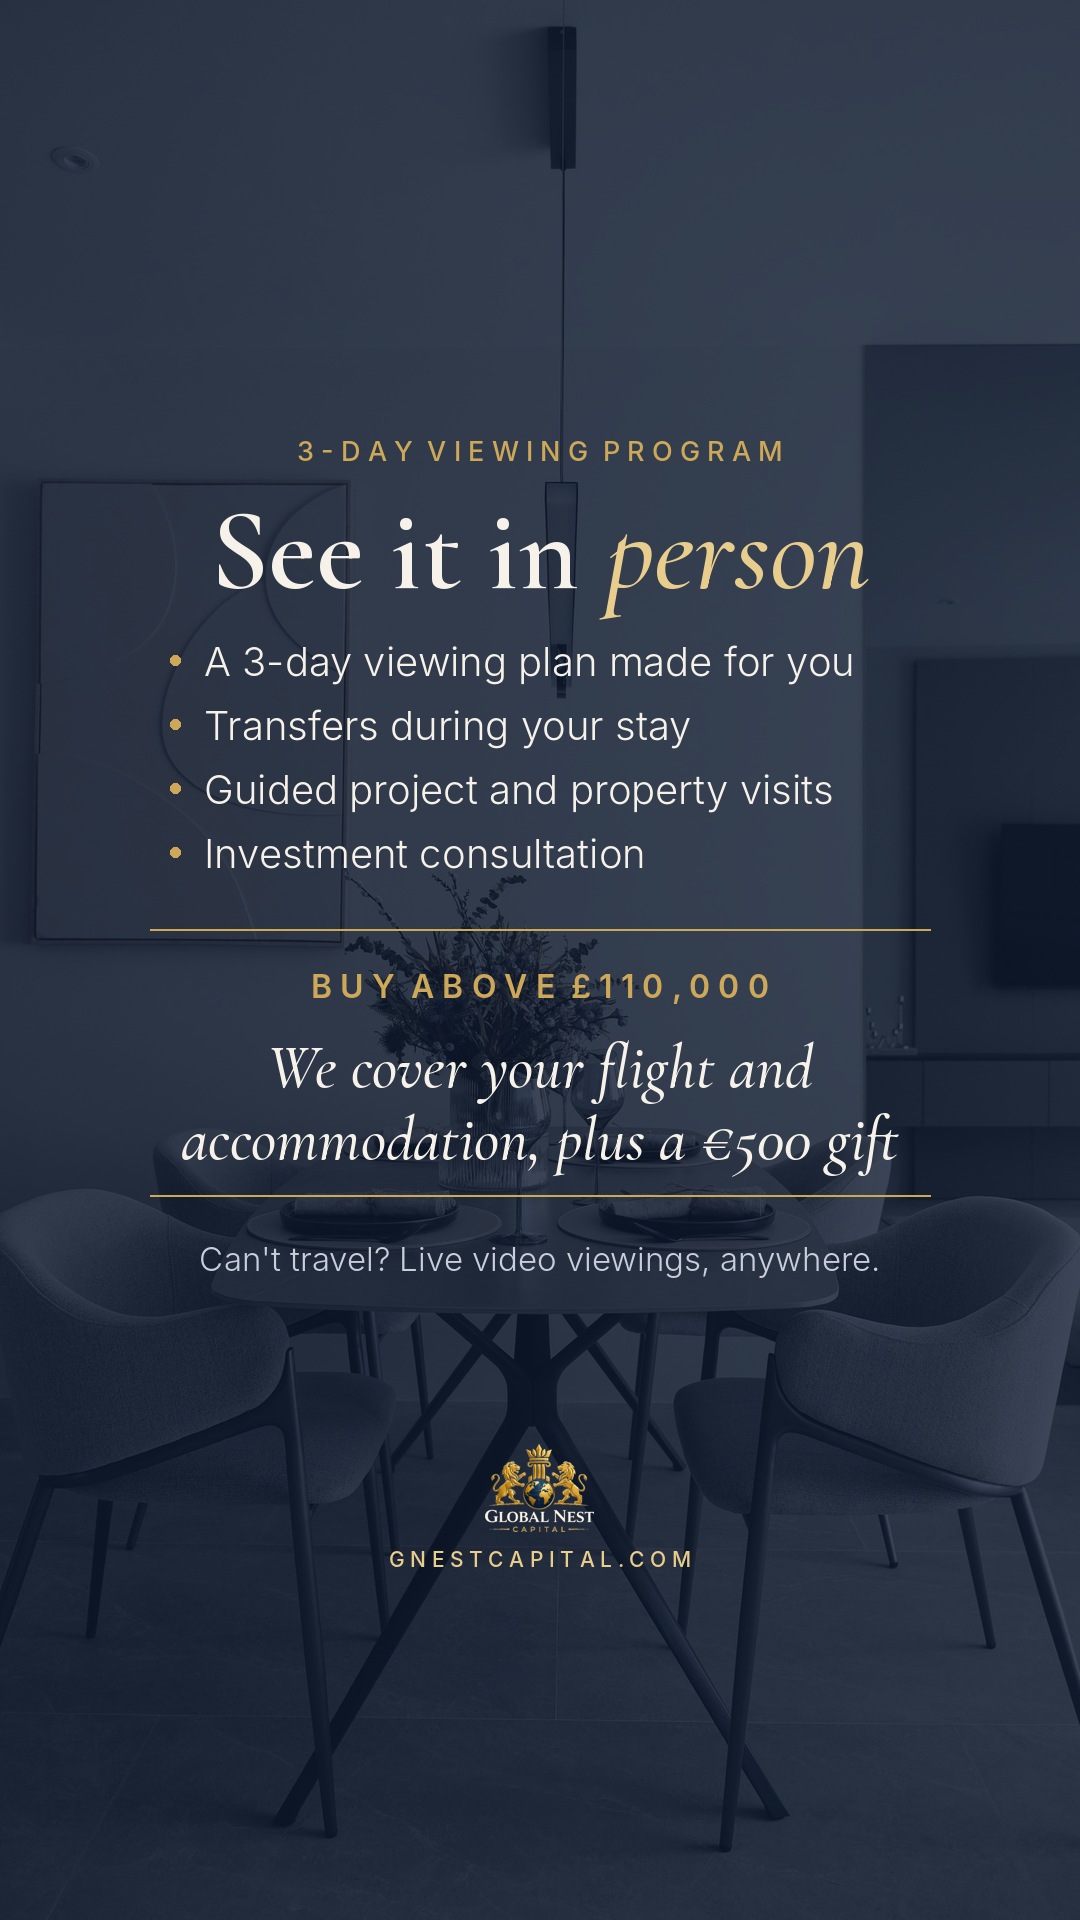 3-DAY VIEWING PROGRAM
See it in person
• A 3-day viewing plan made for you
• Transfers during your stay
• Guided project and property visits
• Investment consultation
BUY ABOVE £110,000
We cover your flight and
accommodation, plus a €500 gift
Can't travel? Live video viewings, anywhere.
GLOBAL NEST
CAPITAL
GNESTCAPITAL.COM